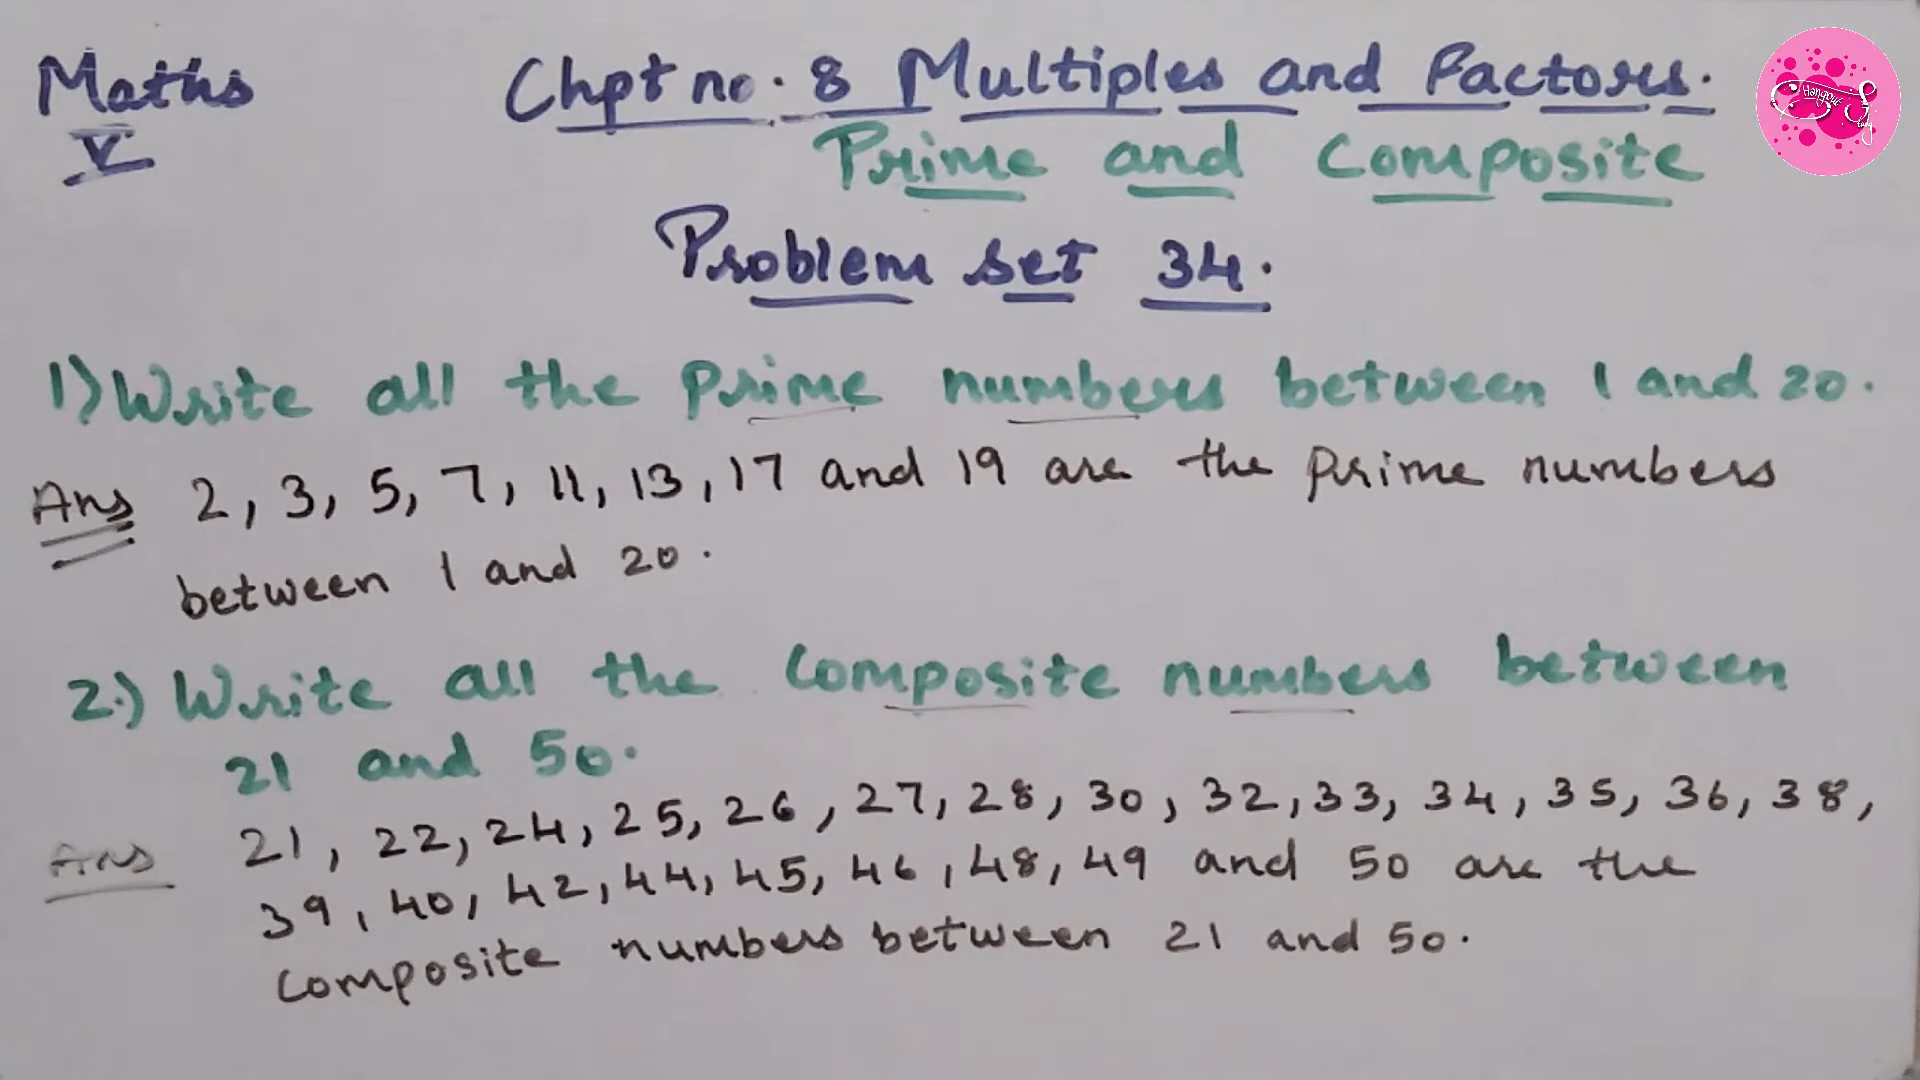 Maths
V
Chpt no. 8 Multiples and Factors.
Prime and Composite
Problem set 34.
1) Write all the prime numbers between 1 and 20.
Ans 2, 3, 5, 7, 11, 13, 17 and 19 are the prime numbers
between 1 and 20.
2.) Write all the Composite numbers between
21 and 50.
Ans 21, 22, 24, 25, 26, 27, 28, 30, 32, 33, 34, 35, 36, 38,
39, 40, 42, 44, 45, 46, 48, 49 and 50 are the
Composite numbers between 21 and 50.
Hangout